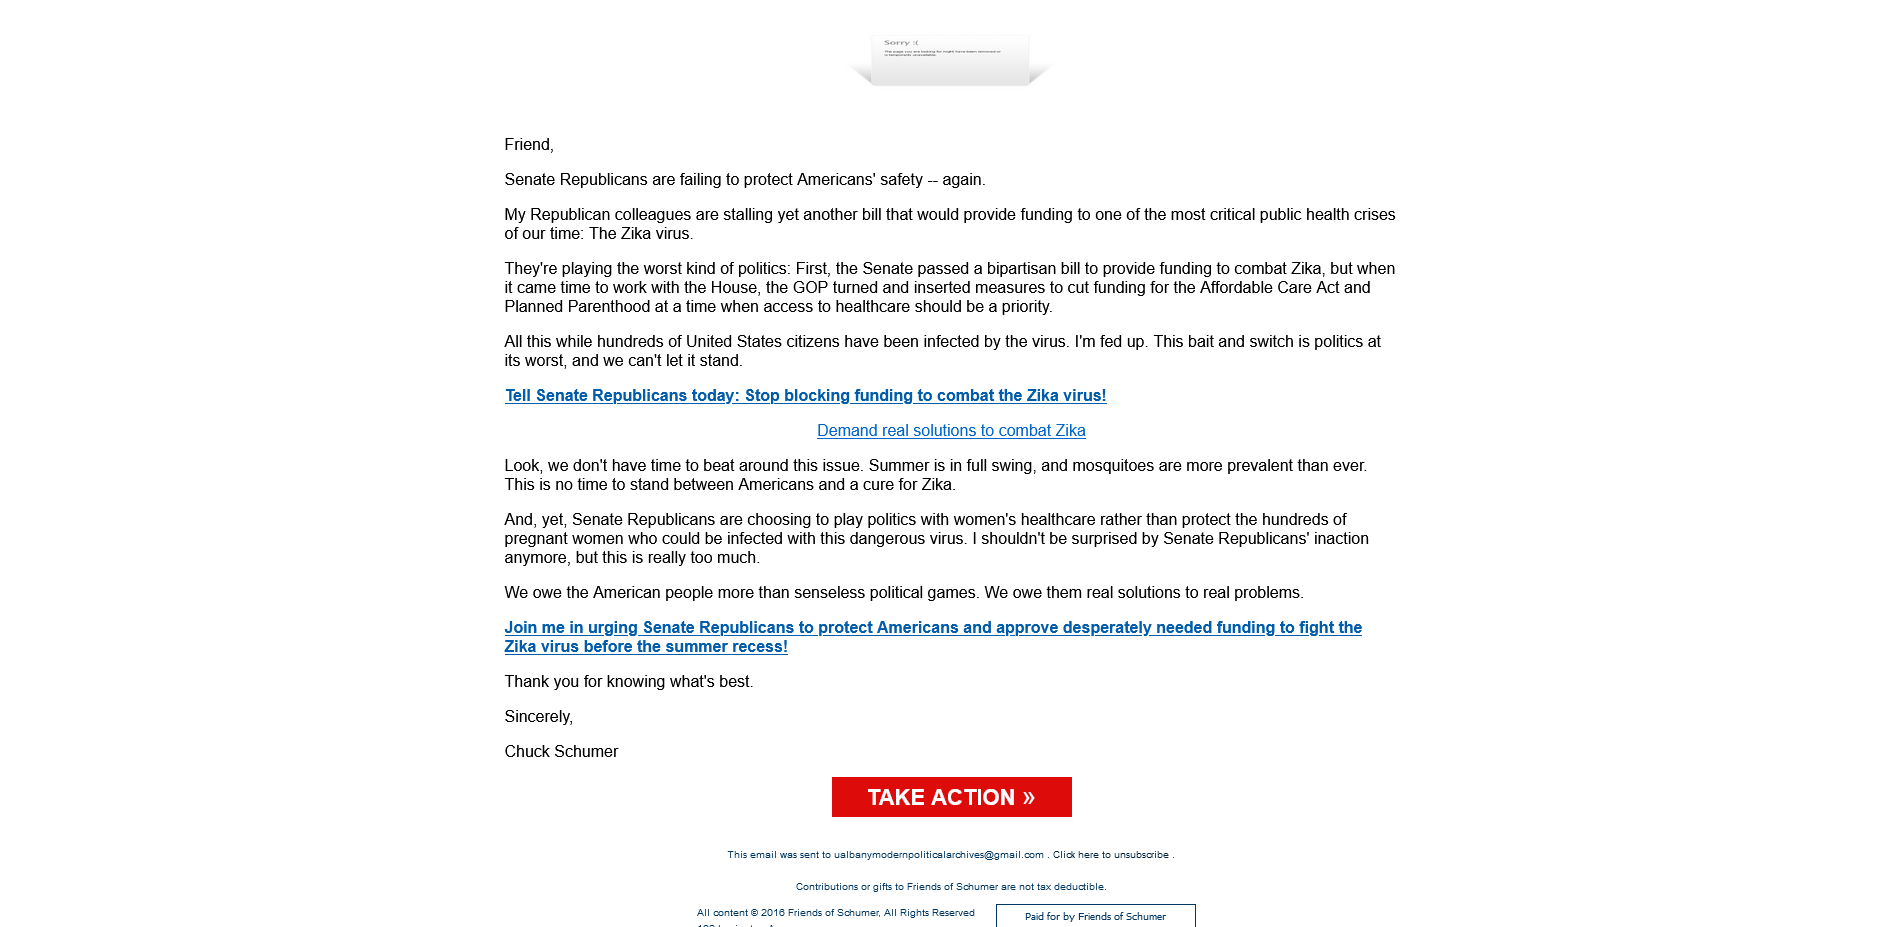 Sorry :(
The page you are looking for might have been removed or
is temporarily unavailable.
Friend,
Senate Republicans are failing to protect Americans' safety -- again.
My Republican colleagues are stalling yet another bill that would provide funding to one of the most critical public health crises
of our time: The Zika virus.
They're playing the worst kind of politics: First, the Senate passed a bipartisan bill to provide funding to combat Zika, but when
it came time to work with the House, the GOP turned and inserted measures to cut funding for the Affordable Care Act and
Planned Parenthood at a time when access to healthcare should be a priority.
All this while hundreds of United States citizens have been infected by the virus. I'm fed up. This bait and switch is politics at
its worst, and we can't let it stand.
Tell Senate Republicans today: Stop blocking funding to combat the Zika virus!
Demand real solutions to combat Zika
Look, we don't have time to beat around this issue. Summer is in full swing, and mosquitoes are more prevalent than ever.
This is no time to stand between Americans and a cure for Zika.
And, yet, Senate Republicans are choosing to play politics with women's healthcare rather than protect the hundreds of
pregnant women who could be infected with this dangerous virus. I shouldn't be surprised by Senate Republicans' inaction
anymore, but this is really too much.
We owe the American people more than senseless political games. We owe them real solutions to real problems.
Join me in urging Senate Republicans to protect Americans and approve desperately needed funding to fight the
Zika virus before the summer recess!
Thank you for knowing what's best.
Sincerely,
Chuck Schumer
TAKE ACTION »
This email was sent to ualbanymodernpoliticalarchives@gmail.com . Click here to unsubscribe .
Contributions or gifts to Friends of Schumer are not tax deductible.
All content © 2016 Friends of Schumer, All Rights Reserved
Paid for by Friends of Schumer